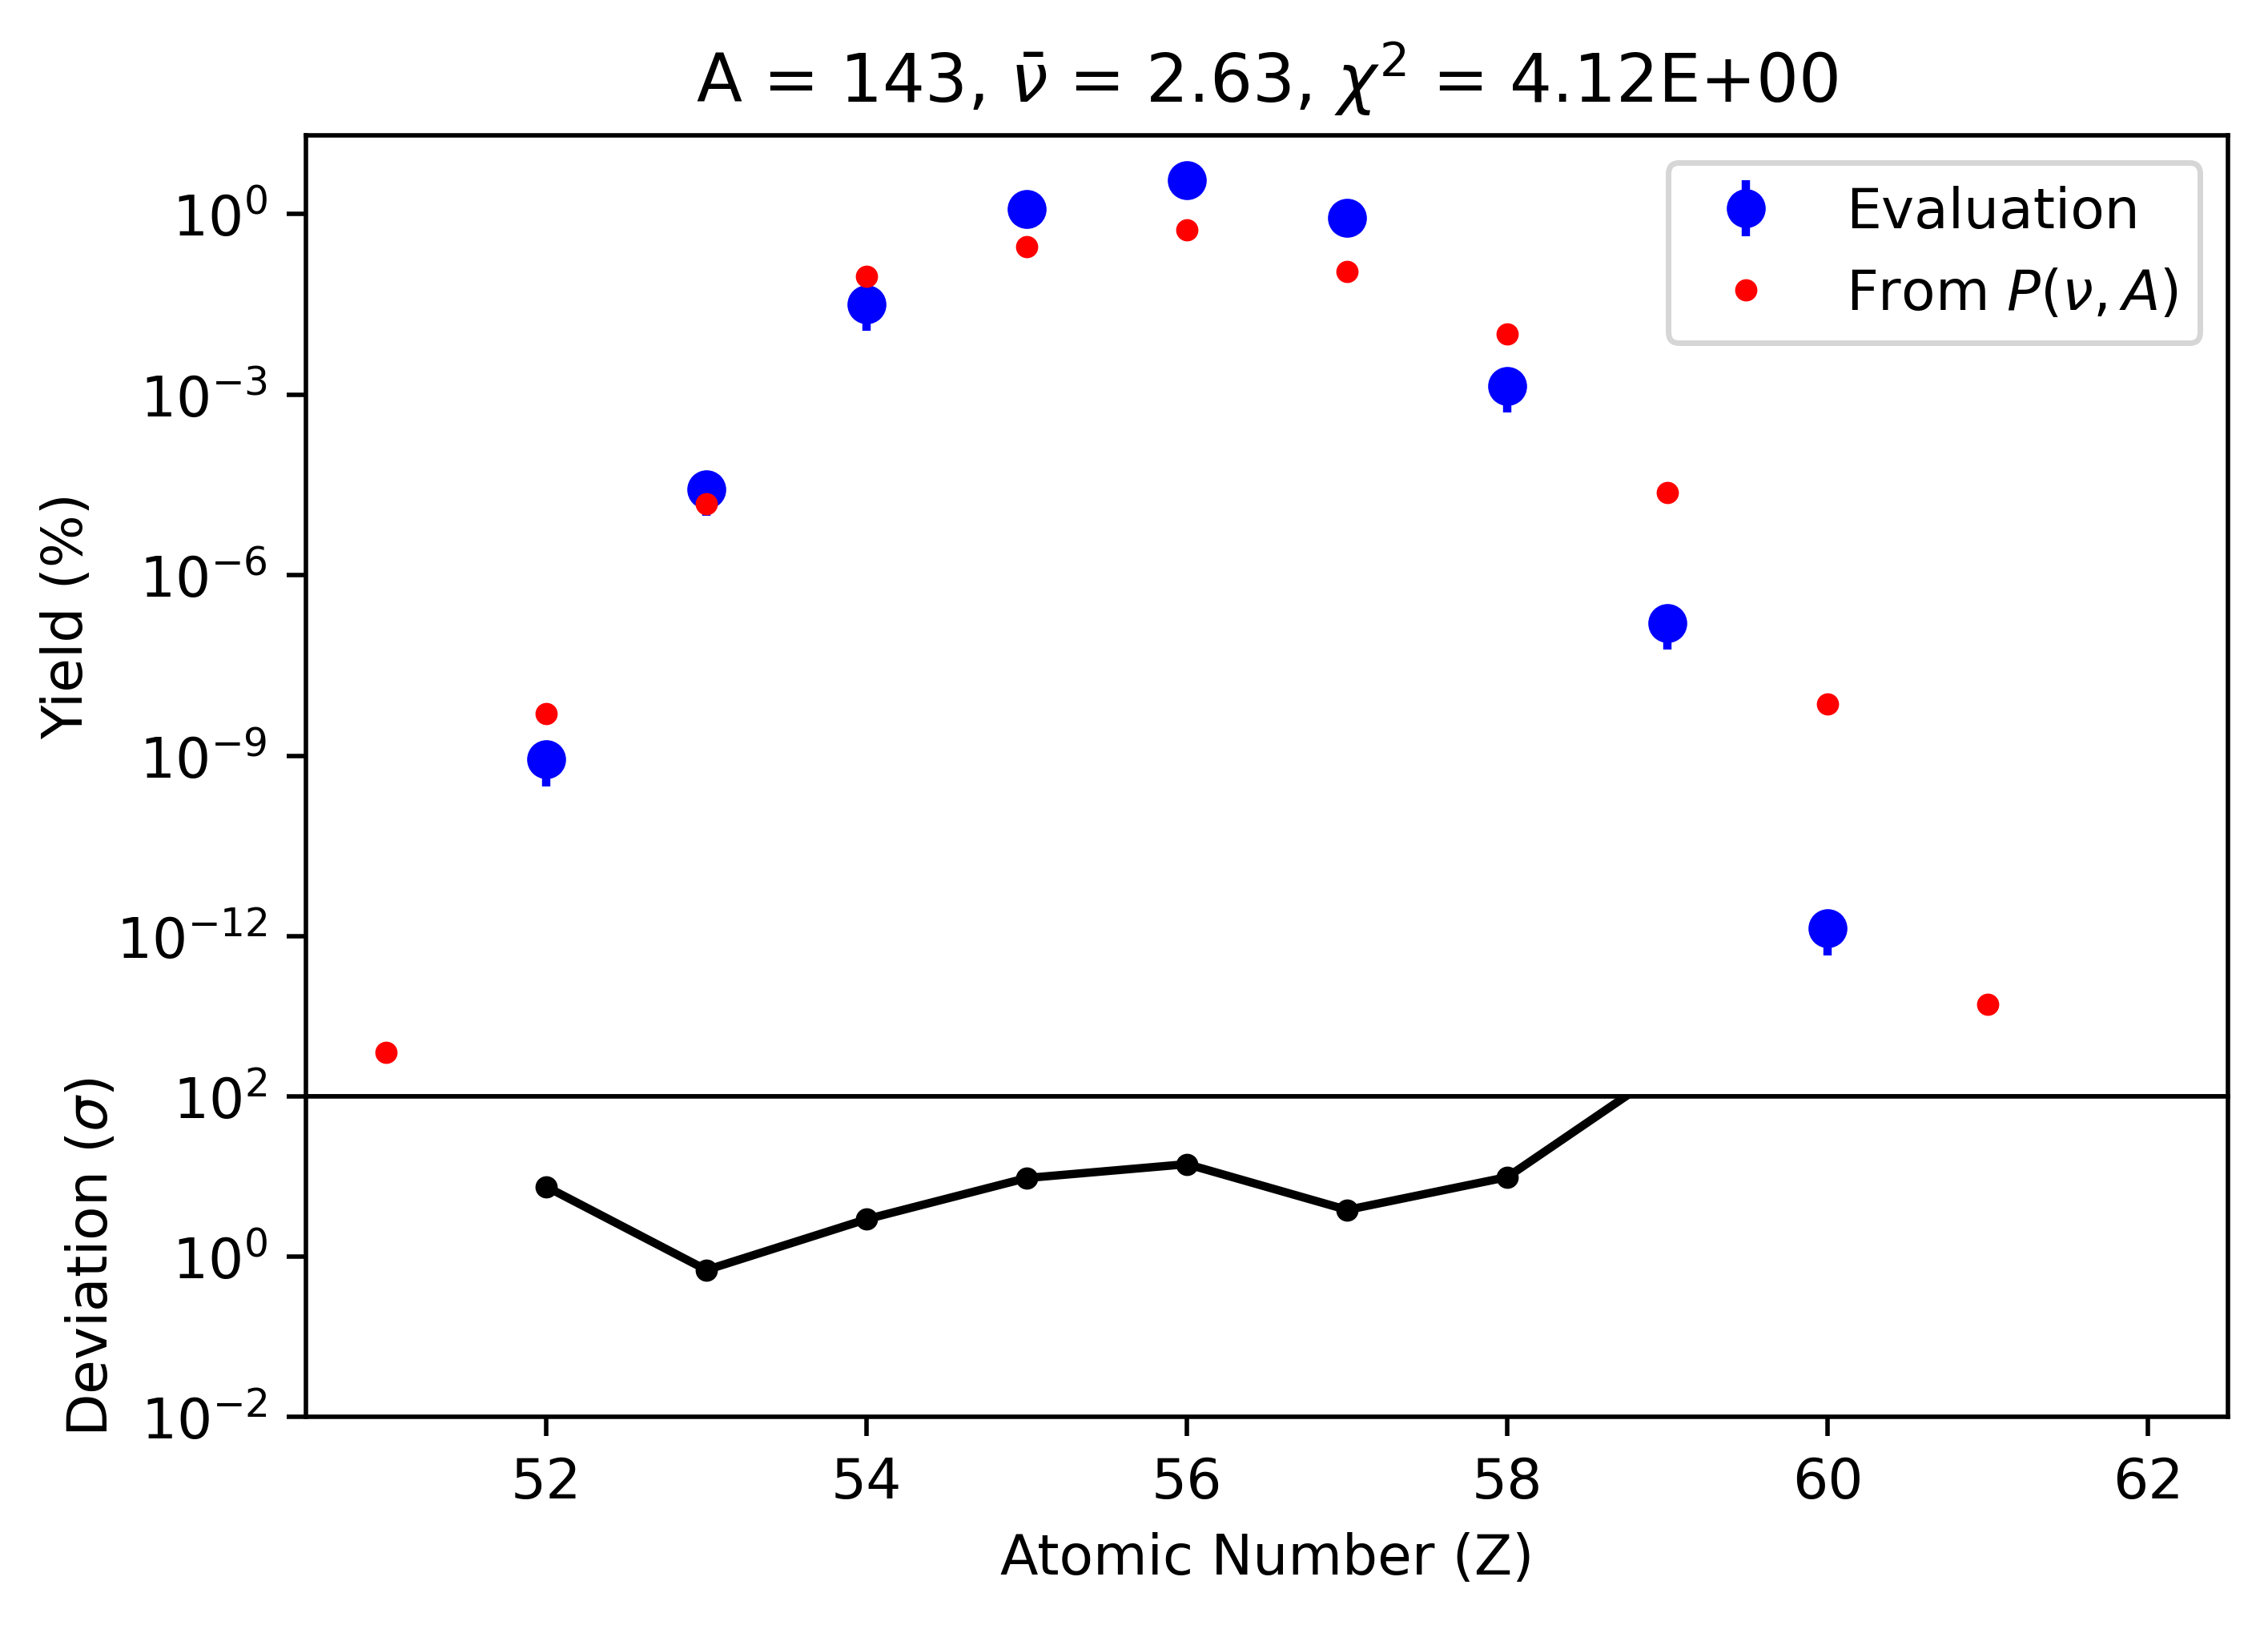 A = 143, ν̄ = 2.63, χ² = 4.12E+00
Evaluation
From P(ν, A)
Yield (%)
10⁰
10⁻³
10⁻⁶
10⁻⁹
10⁻¹²
Deviation (σ)
10²
10⁰
10⁻²
52 54 56 58 60 62
Atomic Number (Z)